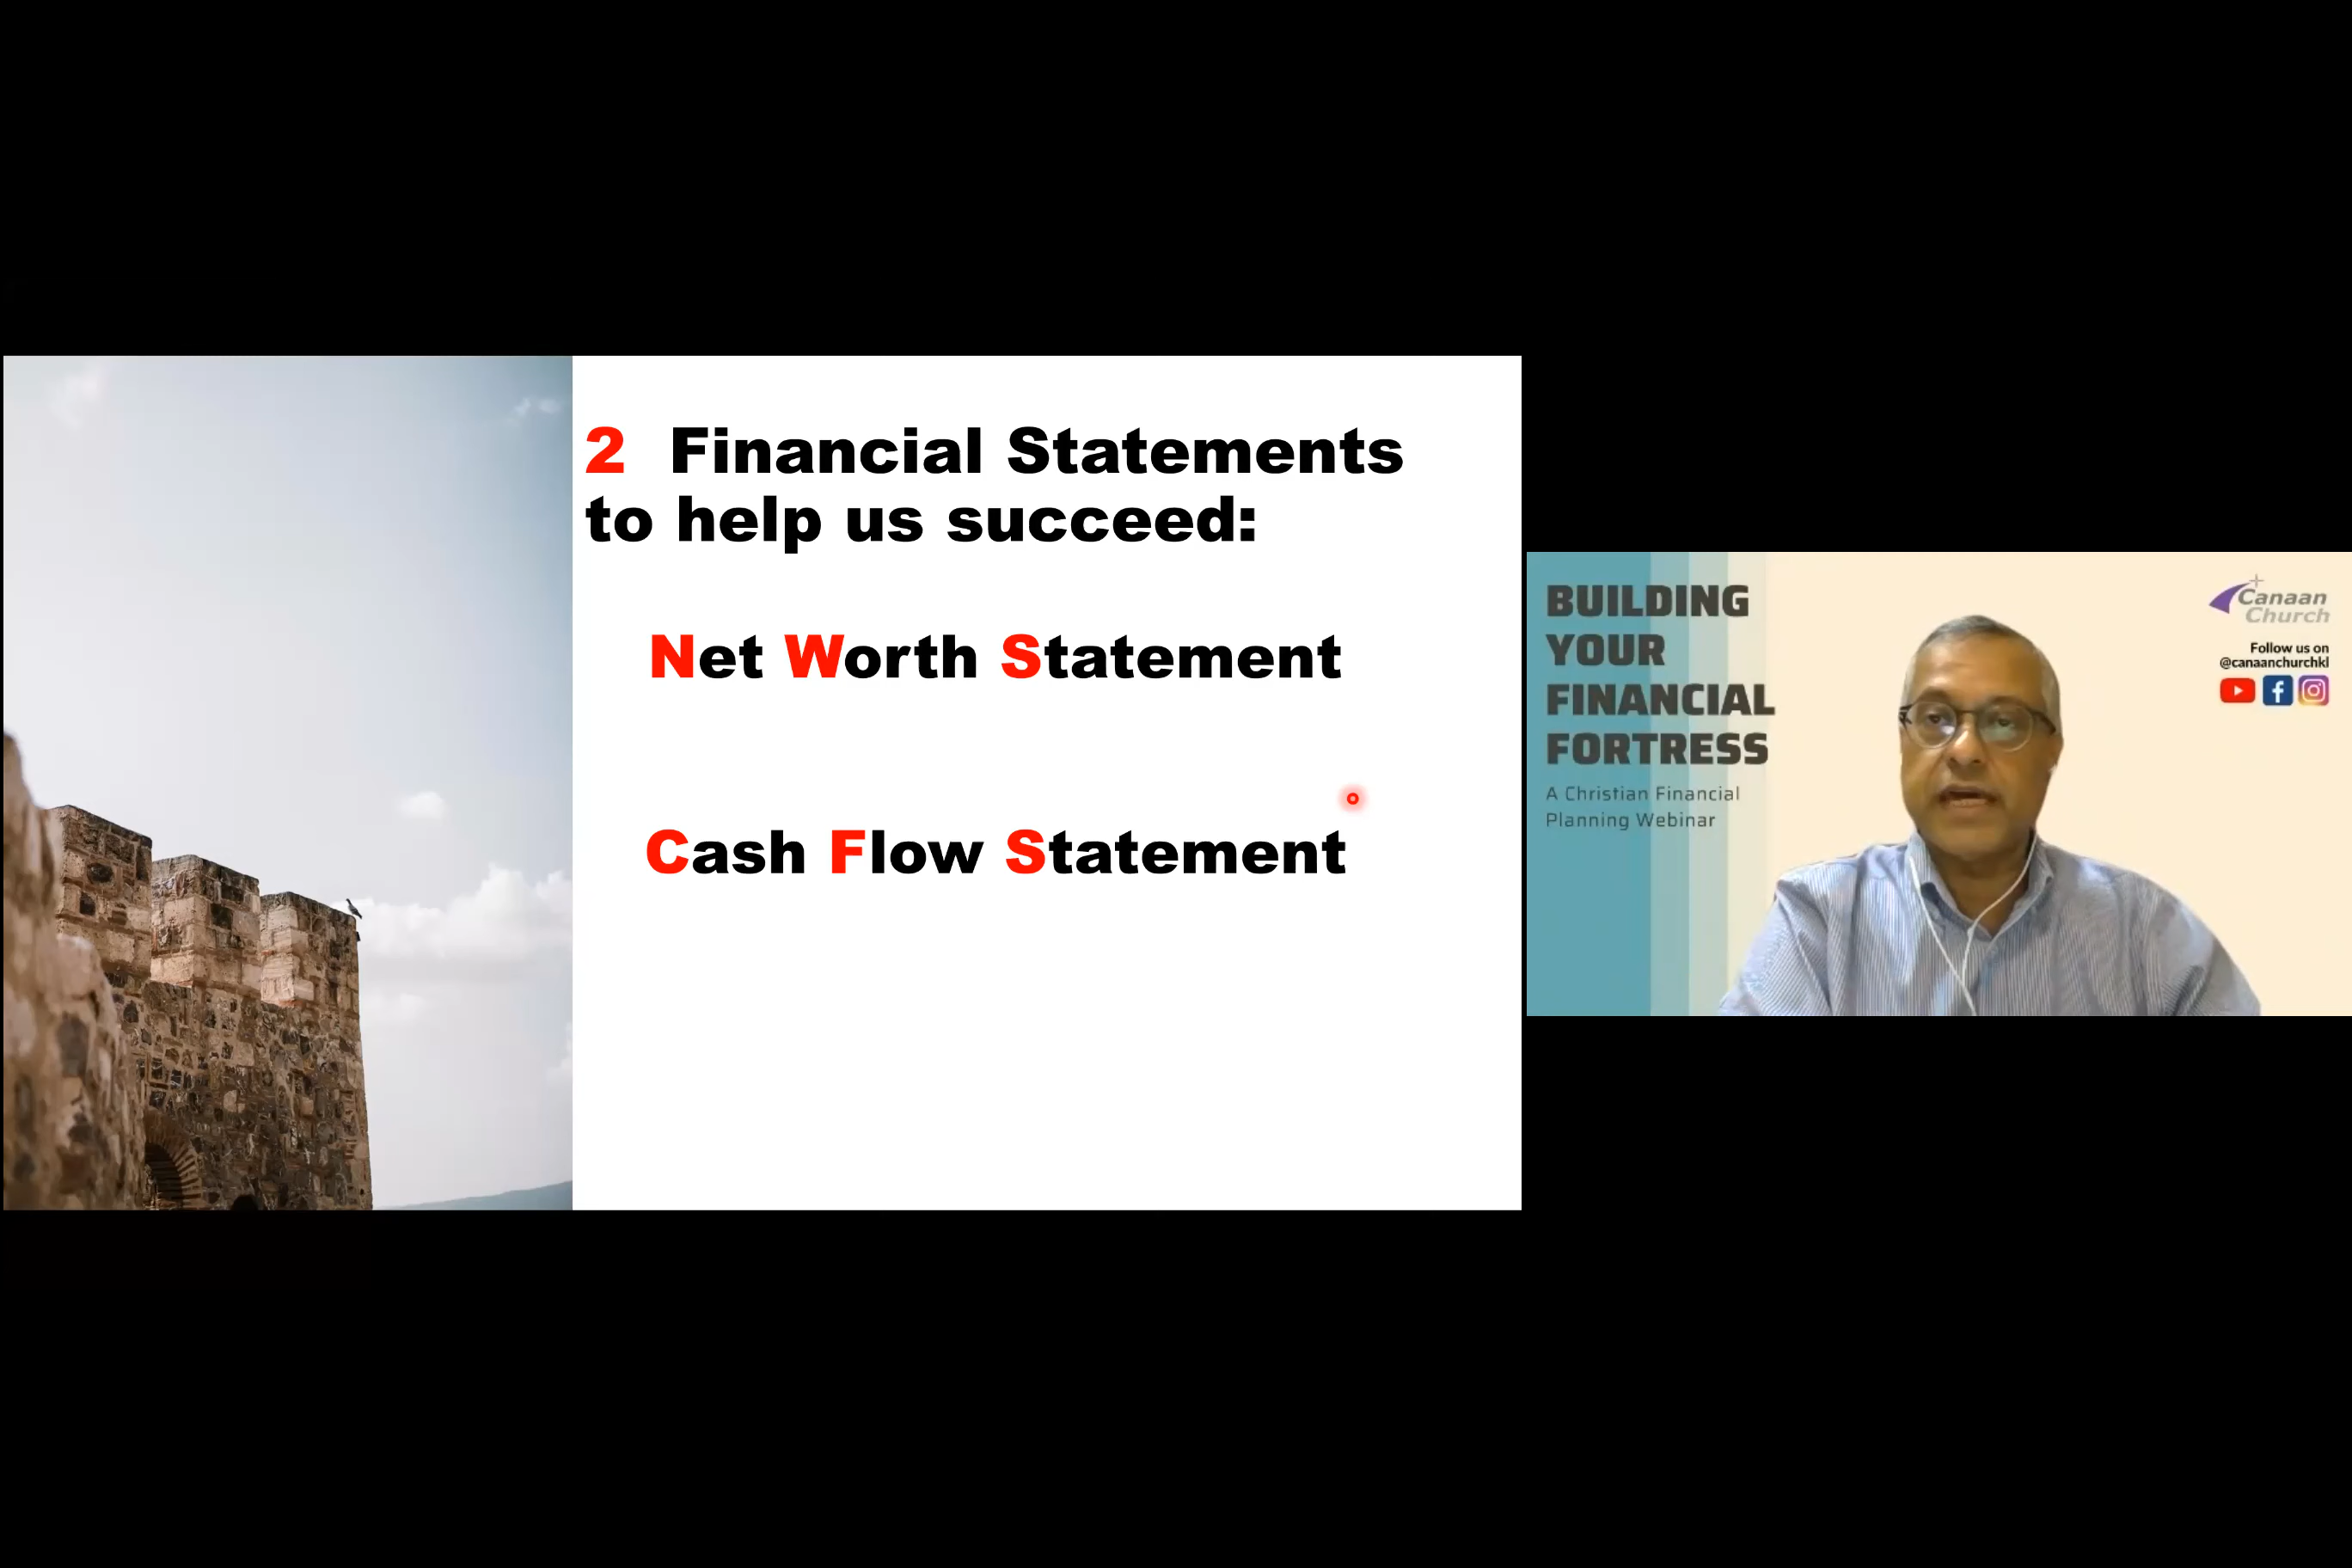 2 Financial Statements
to help us succeed:
Net Worth Statement
Cash Flow Statement
BUILDING
YOUR
FINANCIAL
FORTRESS
A Christian Financial
Planning Webinar
Canaan
Church
Follow us on
@canaanchurchkl